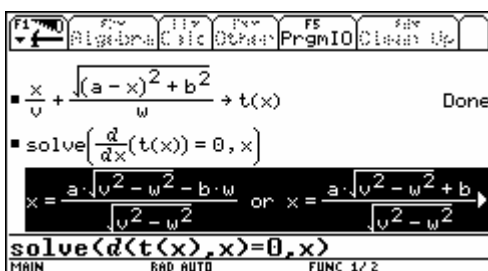 F1 Algebra Calc Other F5 PrgmIO Clean Up
▪ x/v + √((a - x)² + b²)/w → t(x) Done
▪ solve(d/dx(t(x)) = 0, x)
x = (a·√(v² - w²) - b·w)/√(v² - w²) or x = (a·√(v² - w² + b/√(v² - w²) ▶
solve(d(t(x),x)=0,x)
MAIN RAD AUTO FUNC 1/2